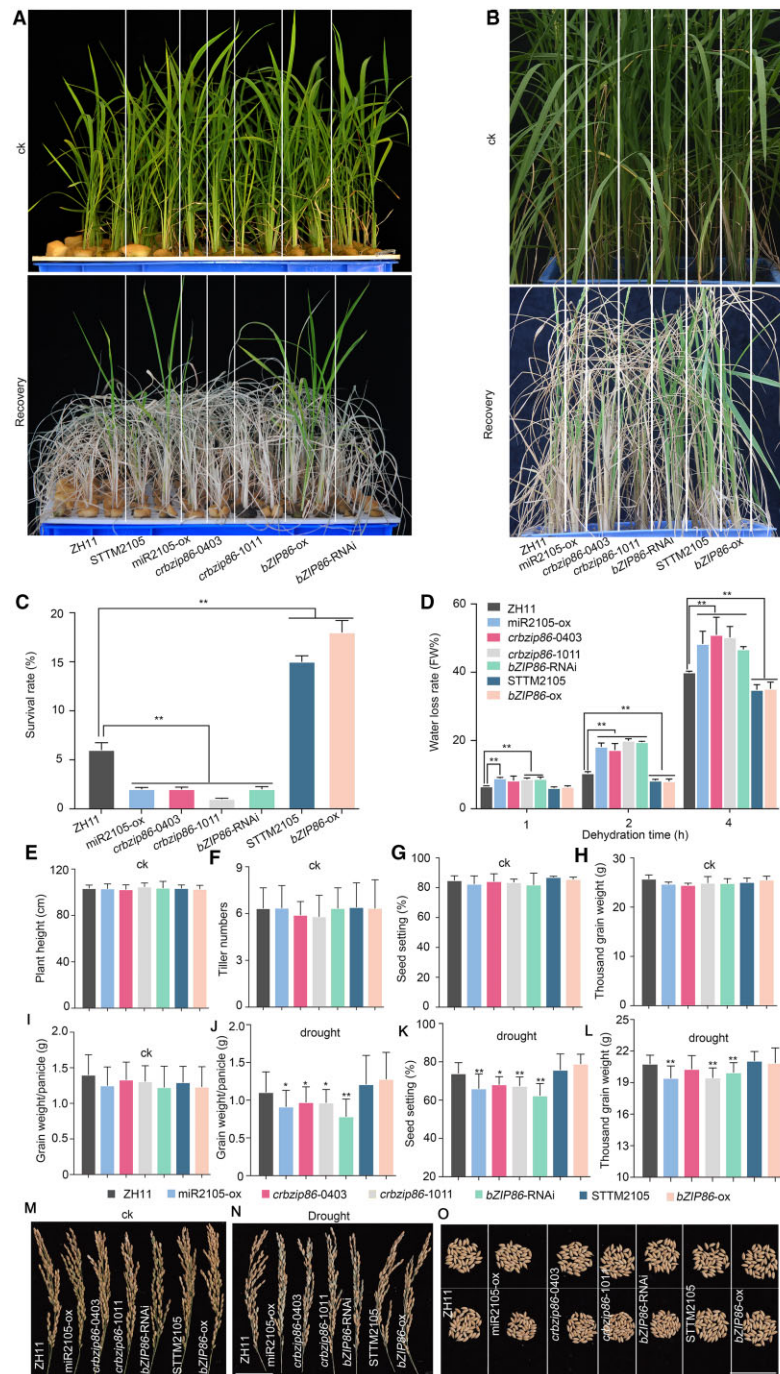 A
B
ck
ck
Recovery
Recovery
ZH11
STTM2105
miR2105-ox
crbzip86-0403
crbzip86-1011
bZIP86-ox
bZIP86-RNAi
ZH11
miR2105-ox
crbzip86-0403
crbzip86-1011
bZIP86-RNAi
STTM2105
bZIP86-ox
C
Survival rate (%)
20
15
10
5
0
**
**
ZH11
miR2105-ox
crbzip86-0403
crbzip86-1011
bZIP86-RNAi
STTM2105
bZIP86-ox
D
ZH11
miR2105-ox
crbzip86-0403
crbzip86-1011
bZIP86-RNAi
STTM2105
bZIP86-ox
Water loss rate (FW%)
60
40
20
0
**
**
**
**
**
**
1
2
4
Dehydration time (h)
E
ck
Plant height (cm)
120
90
60
30
0
F
ck
Tiller numbers
9
6
3
0
G
ck
Seed setting (%)
100
80
60
40
20
0
H
ck
Thousand grain weight (g)
30
20
10
0
I
ck
Grain weight/panicle (g)
2.0
1.5
1.0
0.5
0
J
drought
Grain weight/panicle (g)
2.0
1.5
1.0
0.5
0
* * * **
K
drought
Seed setting (%)
100
80
60
40
20
** * ** **
L
drought
Thousand grain weight (g)
24
21
18
15
12
9
** ** **
ZH11 miR2105-ox crbzip86-0403 crbzip86-1011 bZIP86-RNAi STTM2105 bZIP86-ox
M
ck
ZH11
miR2105-ox
crbzip86-0403
crbzip86-1011
bZIP86-RNAi
STTM2105
bZIP86-ox
N
Drought
ZH11
miR2105-ox
crbzip86-0403
crbzip86-1011
bZIP86-RNAi
STTM2105
bZIP86-ox
O
ZH11
miR2105-ox
crbzip86-0403
crbzip86-1011
bZIP86-RNAi
STTM2105
bZIP86-ox